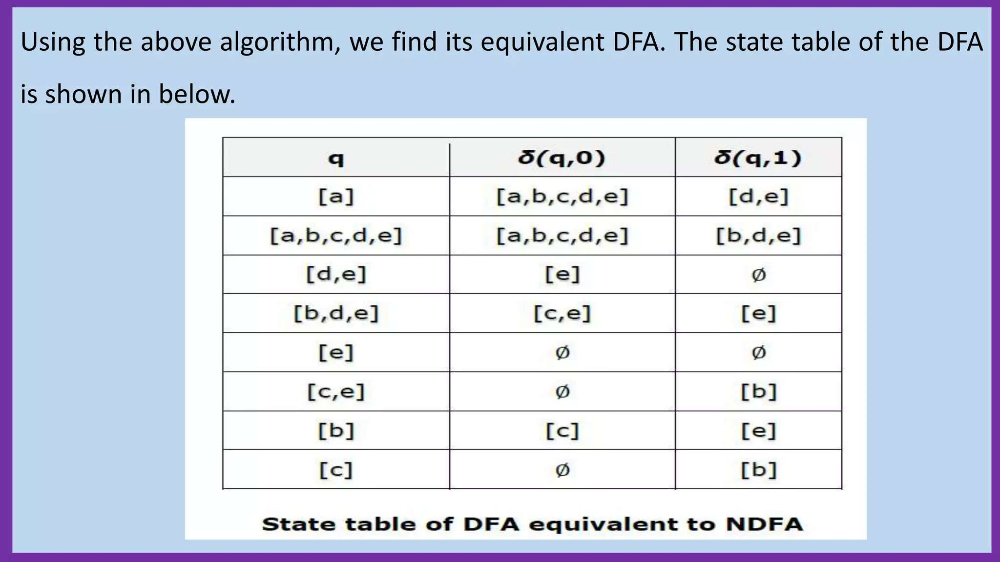 Using the above algorithm, we find its equivalent DFA. The state table of the DFA
is shown in below.
q δ(q,0) δ(q,1)
[a] [a,b,c,d,e] [d,e]
[a,b,c,d,e] [a,b,c,d,e] [b,d,e]
[d,e] [e] ∅
[b,d,e] [c,e] [e]
[e] ∅ ∅
[c,e] ∅ [b]
[b] [c] [e]
[c] ∅ [b]
State table of DFA equivalent to NDFA